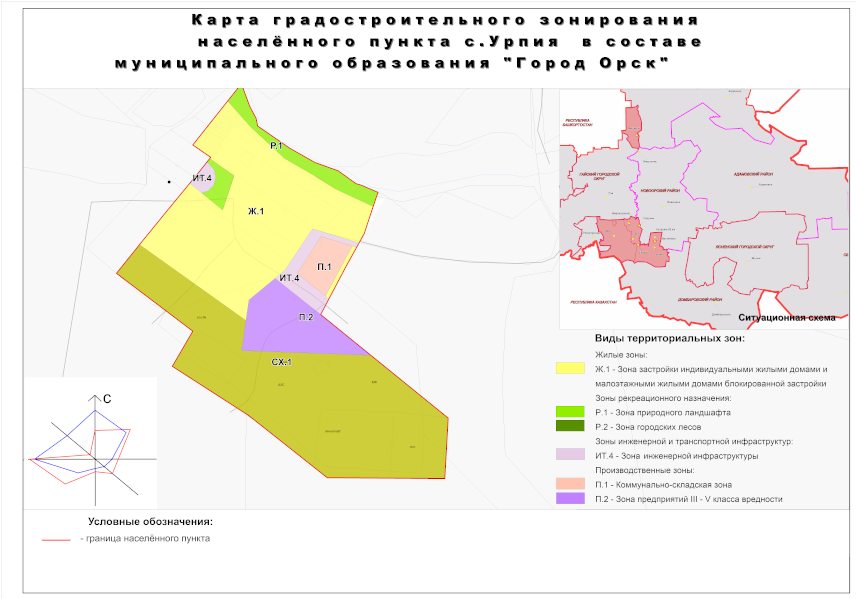 Карта градостроительного зонирования
населённого пункта с.Урпия в составе
муниципального образования "Город Орск"
Р.1
ИТ.4
Ж.1
П.1
ИТ.4
П.2
СХ.1
РЕСПУБЛИКА
БАШКОРТОСТАН
ГАЙСКИЙ ГОРОДСКОЙ
ОКРУГ
НОВООРСКИЙ РАЙОН
АДАМОВСКИЙ РАЙОН
ЯСНЕНСКИЙ ГОРОДСКОЙ ОКРУГ
РЕСПУБЛИКА КАЗАХСТАН
ДОМБАРОВСКИЙ РАЙОН
Ситуационная схема
Виды территориальных зон:
Жилые зоны:
Ж.1 - Зона застройки индивидуальными жилыми домами и
малоэтажными жилыми домами блокированной застройки
Зоны рекреационного назначения:
Р.1 - Зона природного ландшафта
Р.2 - Зона городских лесов
Зоны инженерной и транспортной инфраструктур:
ИТ.4 - Зона инженерной инфраструктуры
Производственные зоны:
П.1 - Коммунально-складская зона
П.2 - Зона предприятий III - V класса вредности
С
Условные обозначения:
- граница населённого пункта